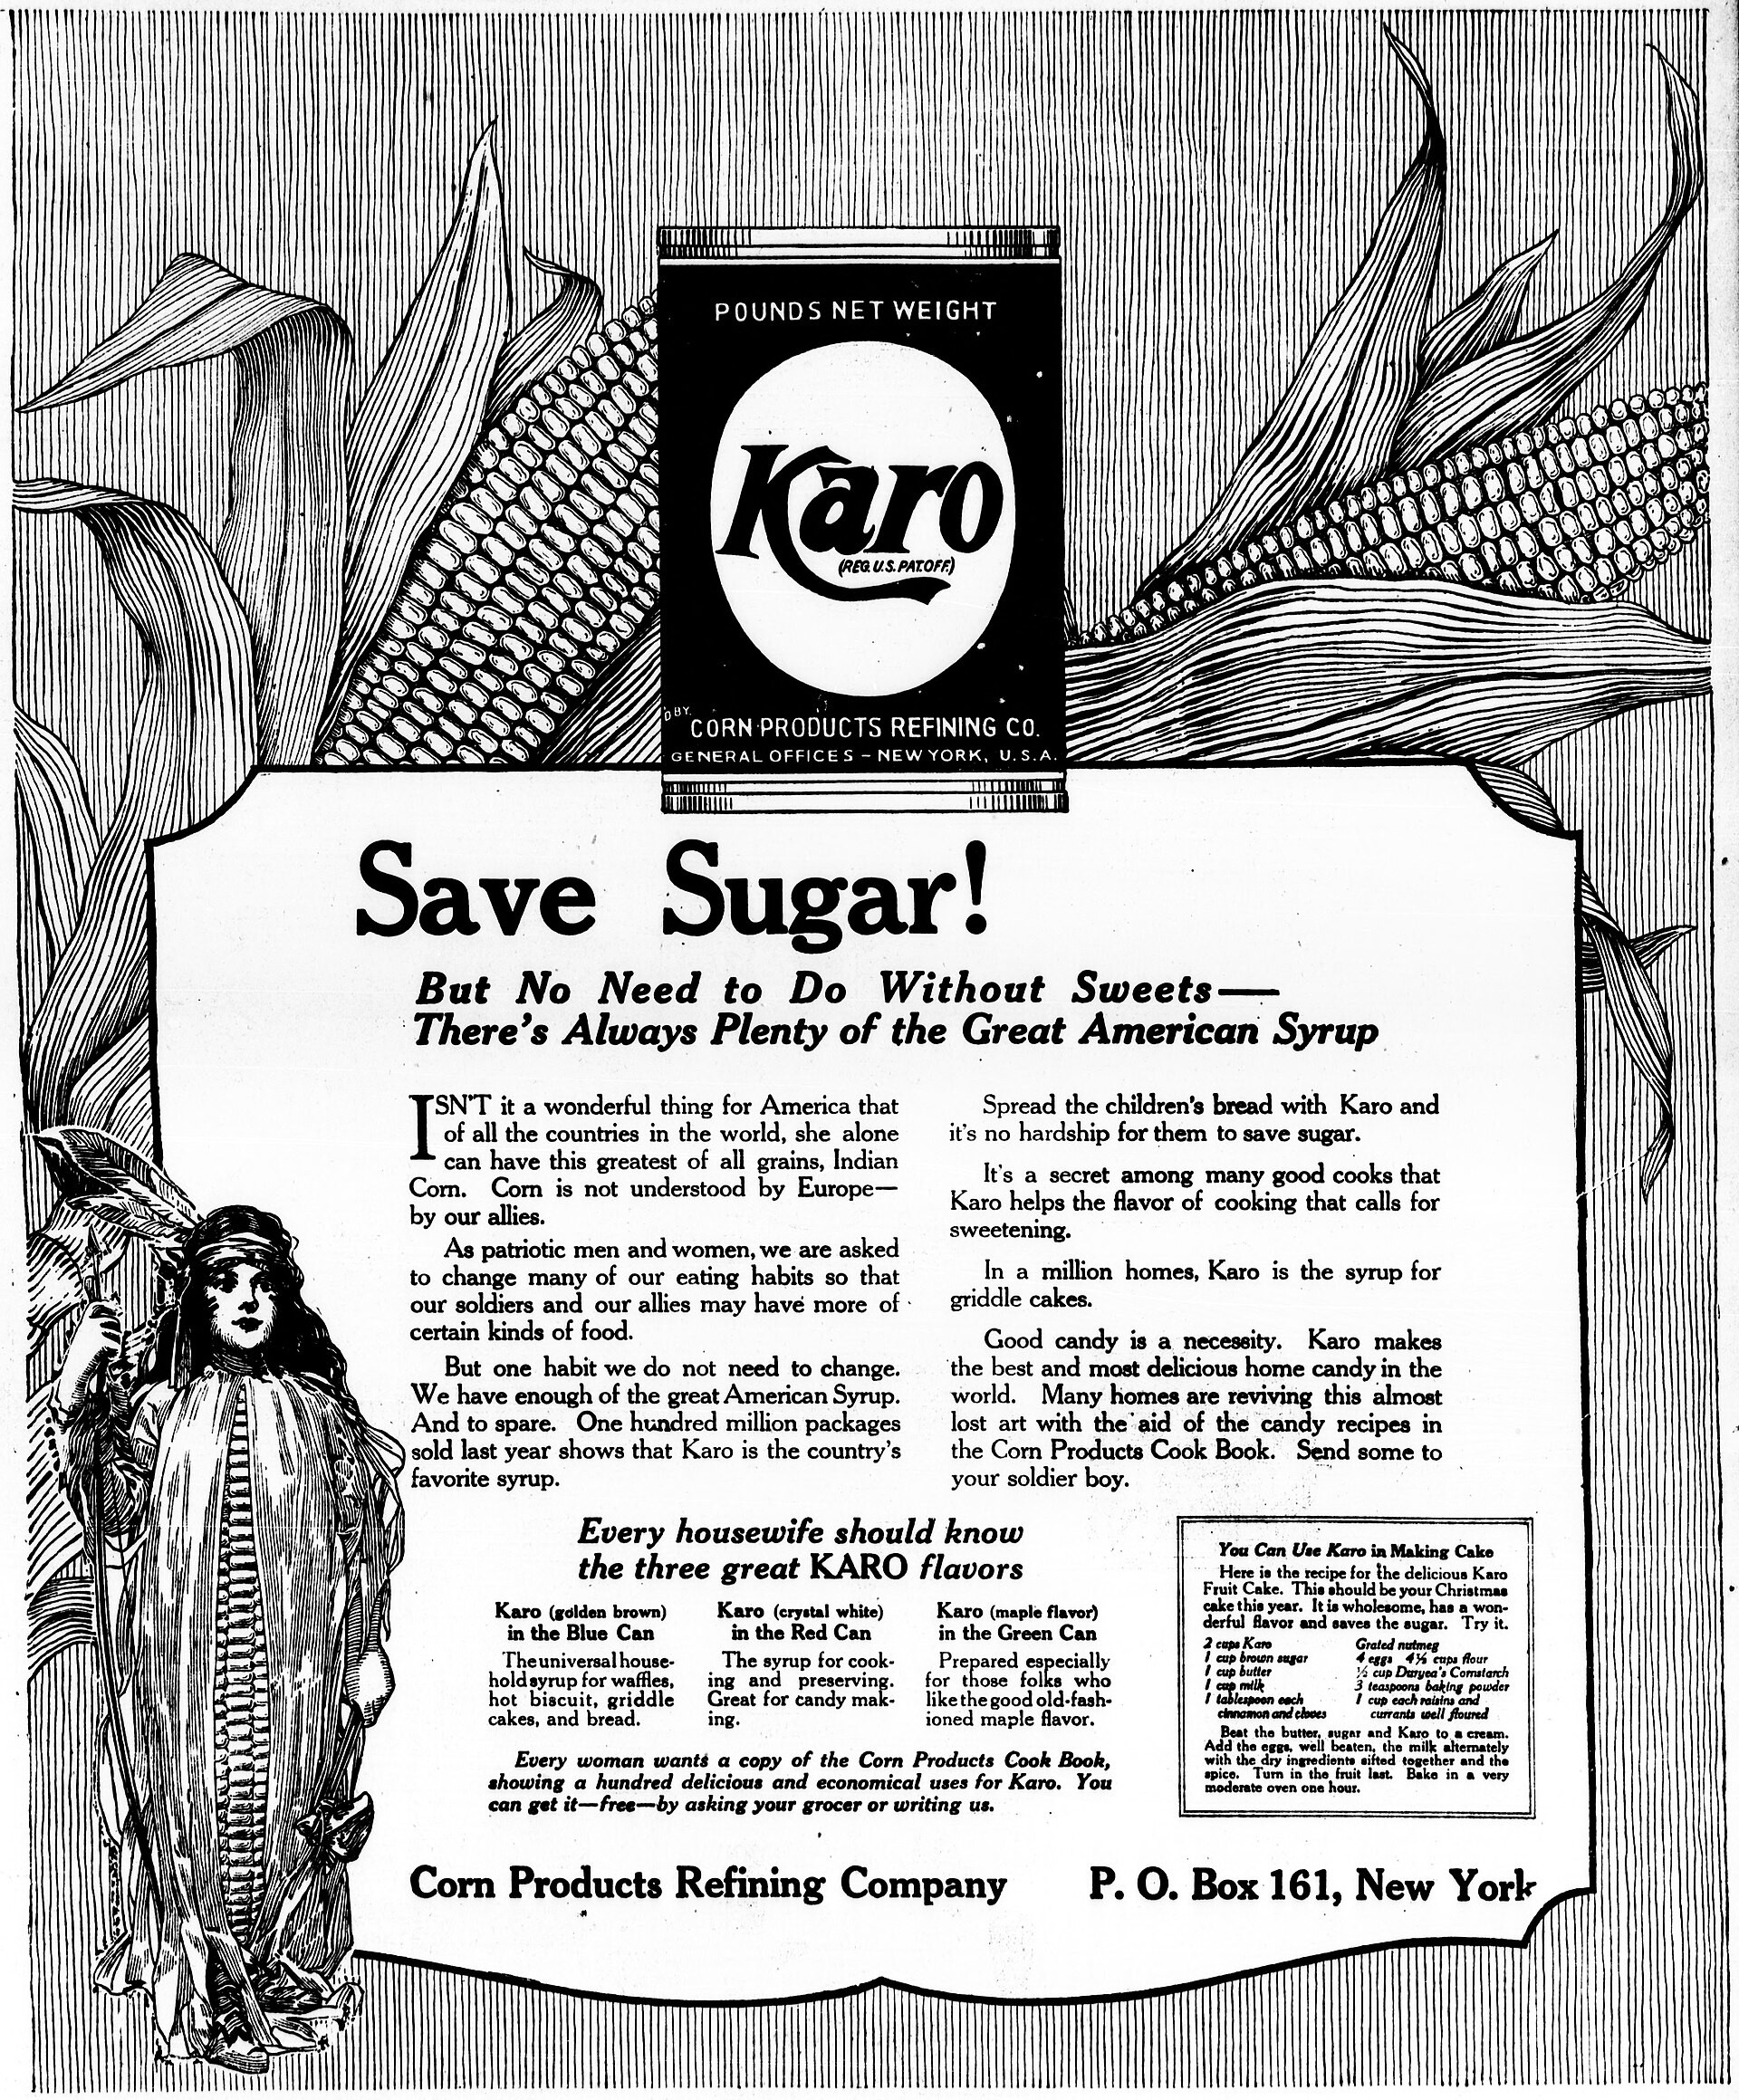 POUNDS NET WEIGHT
Karo
(REG. U.S. PAT. OFF.)
D BY
CORN PRODUCTS REFINING CO.
GENERAL OFFICES – NEW YORK, U.S.A.
Save Sugar!
But No Need to Do Without Sweets—
There's Always Plenty of the Great American Syrup
ISN'T it a wonderful thing for America that
of all the countries in the world, she alone
can have this greatest of all grains, Indian
Corn. Corn is not understood by Europe—
by our allies.
As patriotic men and women, we are asked
to change many of our eating habits so that
our soldiers and our allies may have more of
certain kinds of food.
But one habit we do not need to change.
We have enough of the great American Syrup.
And to spare. One hundred million packages
sold last year shows that Karo is the country's
favorite syrup.
Spread the children's bread with Karo and
it's no hardship for them to save sugar.
It's a secret among many good cooks that
Karo helps the flavor of cooking that calls for
sweetening.
In a million homes, Karo is the syrup for
griddle cakes.
Good candy is a necessity. Karo makes
the best and most delicious home candy in the
world. Many homes are reviving this almost
lost art with the aid of the candy recipes in
the Corn Products Cook Book. Send some to
your soldier boy.
Every housewife should know
the three great KARO flavors
Karo (golden brown)
in the Blue Can
The universal house-
hold syrup for waffles,
hot biscuit, griddle
cakes, and bread.
Karo (crystal white)
in the Red Can
The syrup for cook-
ing and preserving.
Great for candy mak-
ing.
Karo (maple flavor)
in the Green Can
Prepared especially
for those folks who
like the good old-fash-
ioned maple flavor.
Every woman wants a copy of the Corn Products Cook Book,
showing a hundred delicious and economical uses for Karo. You
can get it—free—by asking your grocer or writing us.
You Can Use Karo in Making Cake
Here is the recipe for the delicious Karo
Fruit Cake. This should be your Christmas
cake this year. It is wholesome, has a won-
derful flavor and saves the sugar. Try it.
2 cups Karo
1 cup brown sugar
1 cup butter
1 cup milk
1 tablespoon each
cinnamon and cloves
Grated nutmeg
4 eggs 4½ cups flour
½ cup Duryea's Cornstarch
3 teaspoons baking powder
1 cup each raisins and
currants well floured
Beat the butter, sugar and Karo to a cream.
Add the eggs, well beaten, the milk alternately
with the dry ingredients sifted together and the
spice. Turn in the fruit last. Bake in a very
moderate oven one hour.
Corn Products Refining Company P. O. Box 161, New York